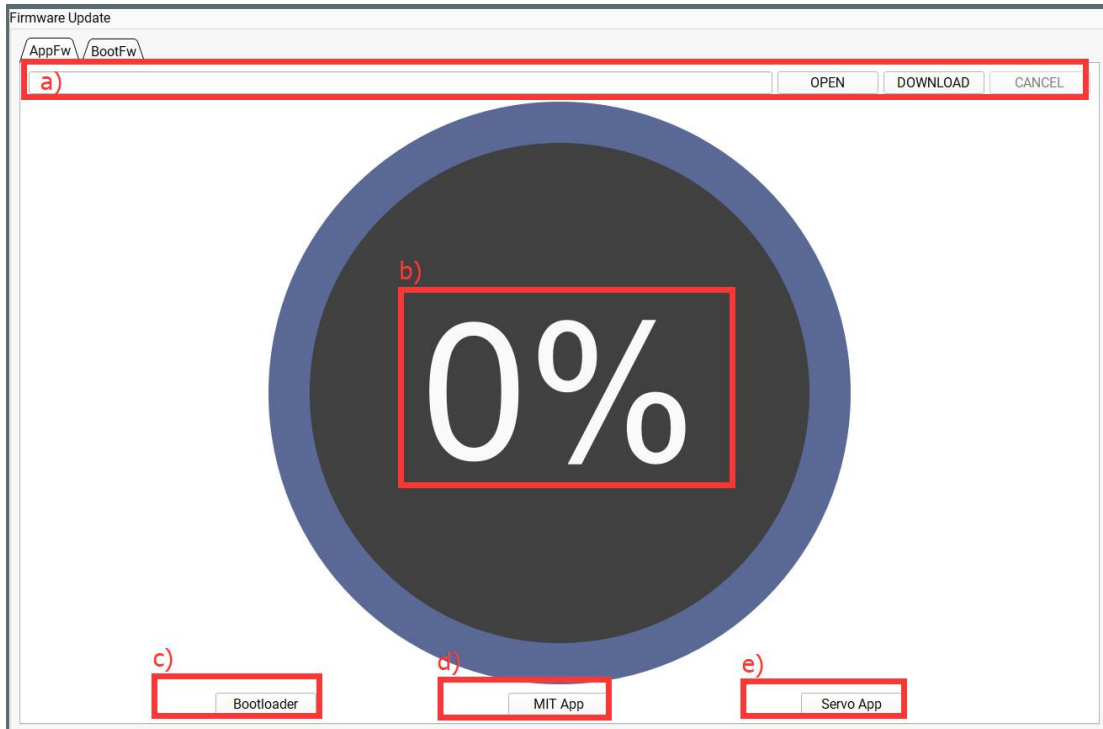 Firmware Update
AppFw BootFw
a) OPEN DOWNLOAD CANCEL
b)
0%
c) d) e)
Bootloader MIT App Servo App